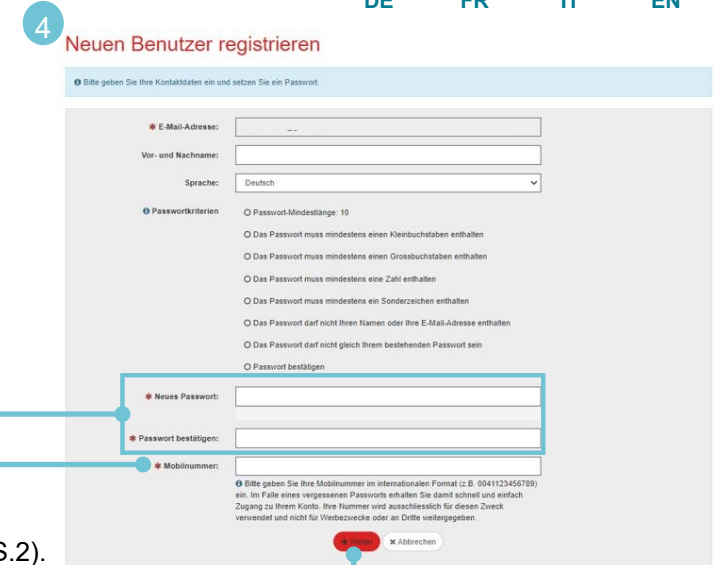 DE FR IT EN
4
Neuen Benutzer registrieren
Bitte geben Sie Ihre Kontaktdaten ein und setzen Sie ein Passwort.
* E-Mail-Adresse:
Vor- und Nachname:
Sprache: Deutsch
Passwortkriterien
Passwort-Mindestlänge: 10
Das Passwort muss mindestens einen Kleinbuchstaben enthalten
Das Passwort muss mindestens einen Grossbuchstaben enthalten
Das Passwort muss mindestens eine Zahl enthalten
Das Passwort muss mindestens ein Sonderzeichen enthalten
Das Passwort darf nicht Ihren Namen oder Ihre E-Mail-Adresse enthalten
Das Passwort darf nicht gleich Ihrem bestehenden Passwort sein
Passwort bestätigen
* Neues Passwort:
* Passwort bestätigen:
* Mobilnummer:
Bitte geben Sie Ihre Mobilnummer im internationalen Format (z.B. 0041123456789)
ein. Im Falle eines vergessenen Passworts erhalten Sie damit schnell und einfach
Zugang zu Ihrem Konto. Ihre Nummer wird ausschliesslich für diesen Zweck
verwendet und nicht für Werbezwecke oder an Dritte weitergegeben.
Weiter Abbrechen
S.2).